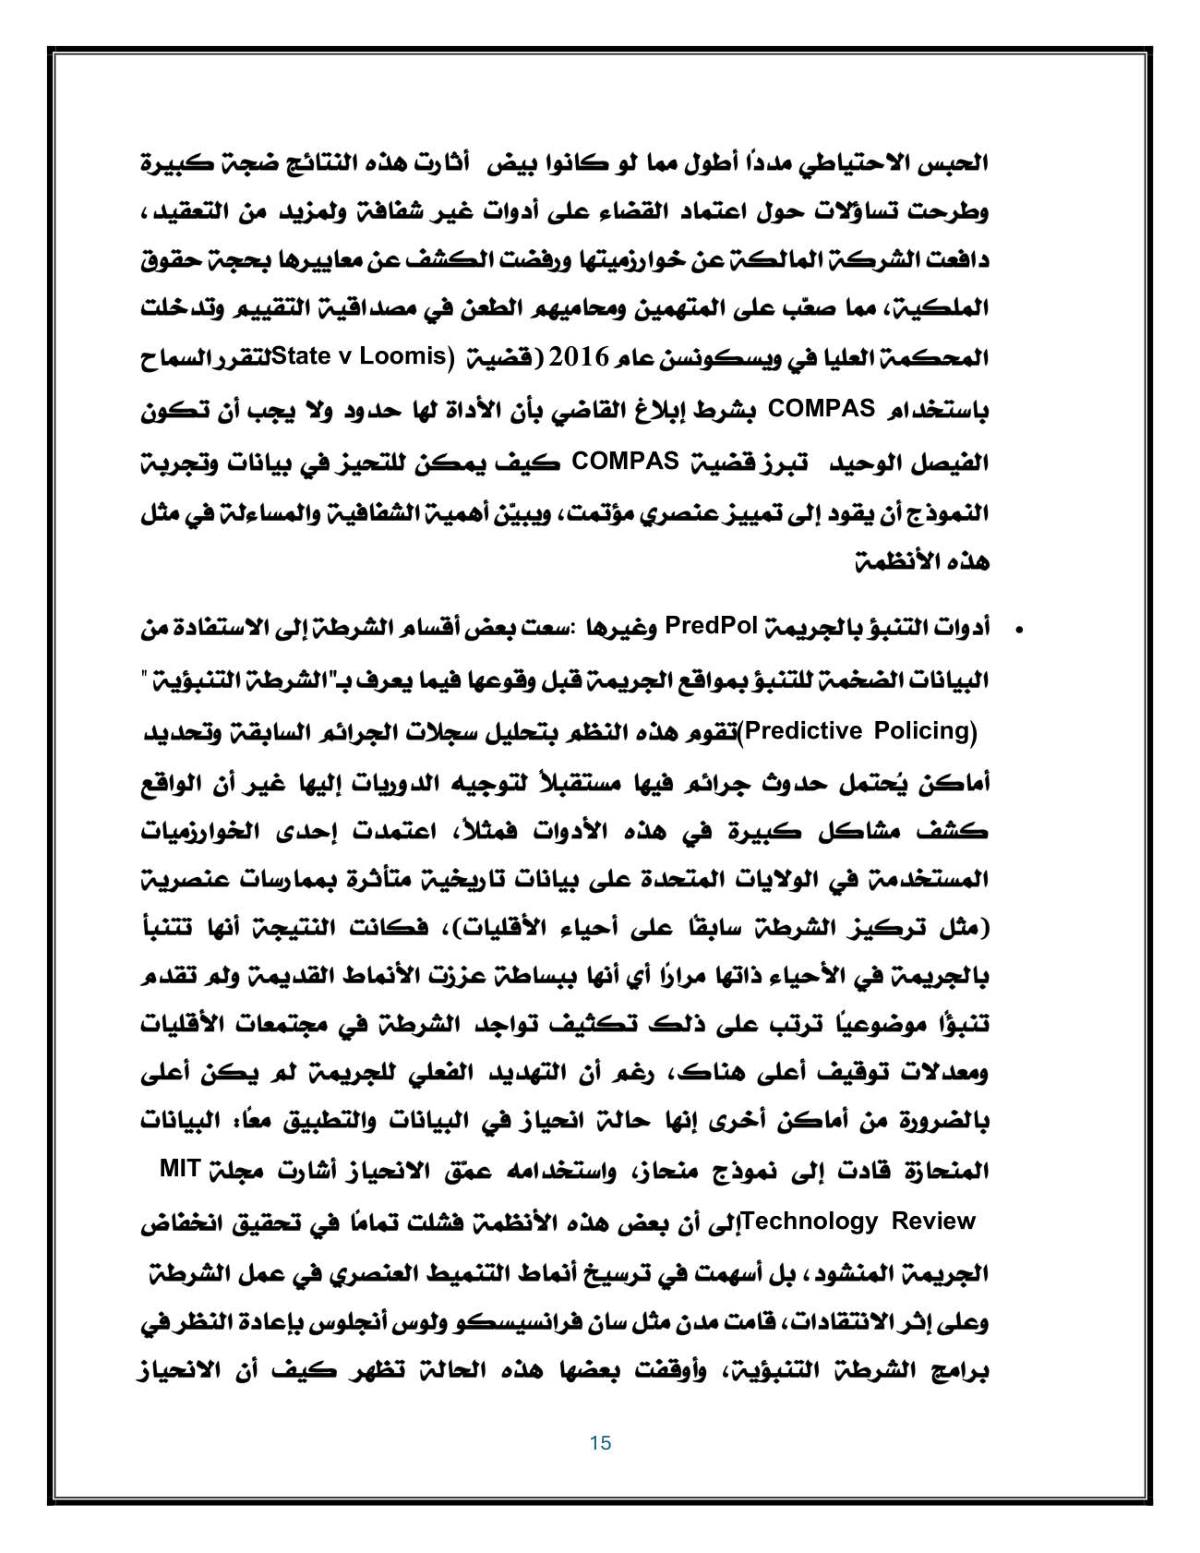 الحبس الاحتياطي مددًا أطول مما لو كانوا بيض أثارت هذه النتائج ضجة كبيرة
وطرحت تساؤلات حول اعتماد القضاء على أدوات غير شفافة ولمزيد من التعقيد،
دافعت الشركة المالكة عن خوارزميتها ورفضت الكشف عن معاييرها بحجة حقوق
الملكية، مما صعّب على المتهمين ومحاميهم الطعن في مصداقية التقييم وتدخلت
المحكمة العليا في ويسكونسن عام 2016 (قضية State v Loomis) لتقرر السماح
باستخدام COMPAS بشرط إبلاغ القاضي بأن الأداة لها حدود ولا يجب أن تكون
الفيصل الوحيد تبرز قضية COMPAS كيف يمكن للتحيز في بيانات وتجربة
النموذج أن يقود إلى تمييز عنصري مؤتمت، ويبيّن أهمية الشفافية والمساءلة في مثل
هذه الأنظمة
• أدوات التنبؤ بالجريمة PredPol وغيرها :سعت بعض أقسام الشرطة إلى الاستفادة من
البيانات الضخمة للتنبؤ بمواقع الجريمة قبل وقوعها فيما يعرف بـ"الشرطة التنبؤية "
(Predictive Policing)تقوم هذه النظم بتحليل سجلات الجرائم السابقة وتحديد
أماكن يُحتمل حدوث جرائم فيها مستقبلاً لتوجيه الدوريات إليها غير أن الواقع
كشف مشاكل كبيرة في هذه الأدوات فمثلاً، اعتمدت إحدى الخوارزميات
المستخدمة في الولايات المتحدة على بيانات تاريخية متأثرة بممارسات عنصرية
(مثل تركيز الشرطة سابقًا على أحياء الأقليات)، فكانت النتيجة أنها تتنبأ
بالجريمة في الأحياء ذاتها مرارًا أي أنها ببساطة عززت الأنماط القديمة ولم تقدم
تنبؤًا موضوعيًا ترتب على ذلك تكثيف تواجد الشرطة في مجتمعات الأقليات
ومعدلات توقيف أعلى هناك، رغم أن التهديد الفعلي للجريمة لم يكن أعلى
بالضرورة من أماكن أخرى إنها حالة انحياز في البيانات والتطبيق معًا: البيانات
المنحازة قادت إلى نموذج منحاز، واستخدامه عمّق الانحياز أشارت مجلة MIT
Technology Reviewإلى أن بعض هذه الأنظمة فشلت تمامًا في تحقيق انخفاض
الجريمة المنشود، بل أسهمت في ترسيخ أنماط التنميط العنصري في عمل الشرطة
وعلى إثر الانتقادات، قامت مدن مثل سان فرانسيسكو ولوس أنجلوس بإعادة النظر في
برامج الشرطة التنبؤية، وأوقفت بعضها هذه الحالة تظهر كيف أن الانحياز
15